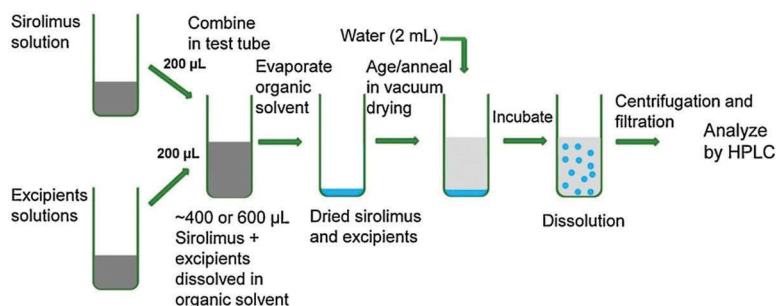 Sirolimus
solution
200 µL
Combine
in test tube
Excipients
solutions
200 µL
~400 or 600 µL
Sirolimus +
excipients
dissolved in
organic solvent
Evaporate
organic
solvent
Dried sirolimus
and excipients
Age/anneal
in vacuum
drying
Water (2 mL)
Incubate
Dissolution
Centrifugation and
filtration
Analyze
by HPLC